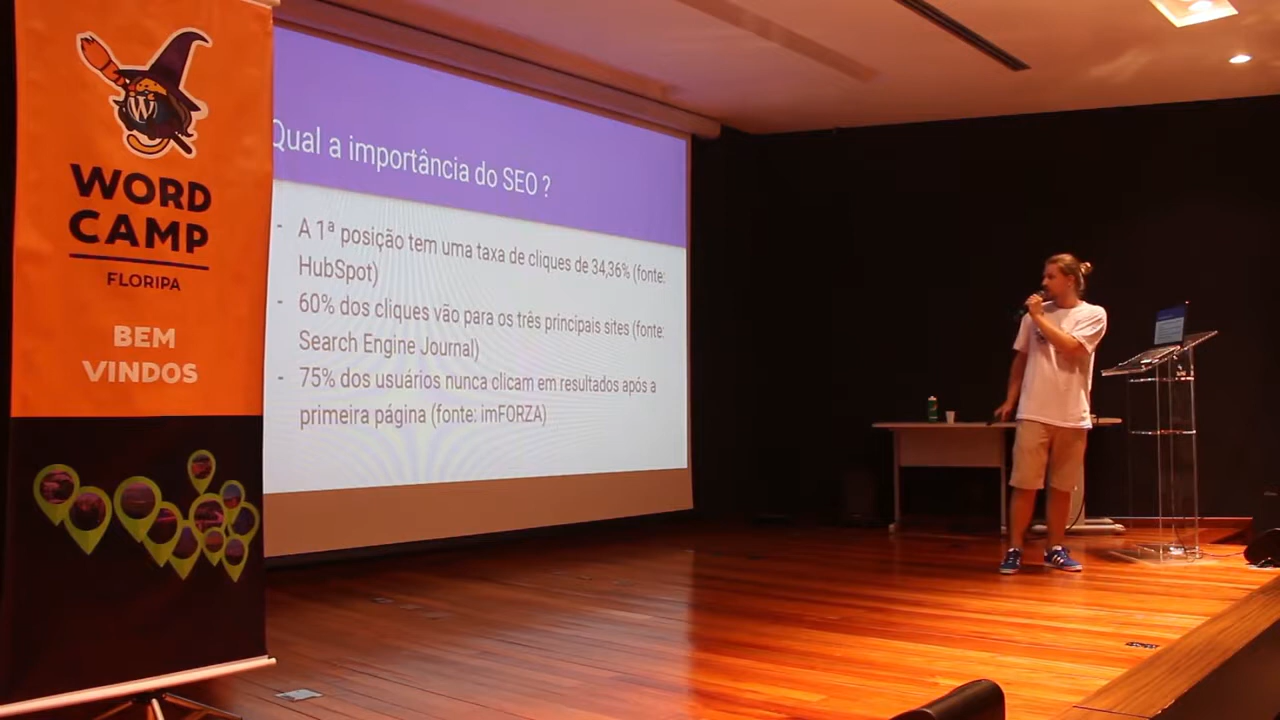 WORD
CAMP
FLORIPA
BEM
VINDOS
Qual a importância do SEO ?
- A 1ª posição tem uma taxa de cliques de 34,36% (fonte:
HubSpot)
- 60% dos cliques vão para os três principais sites (fonte:
Search Engine Journal)
- 75% dos usuários nunca clicam em resultados após a
primeira página (fonte: imFORZA)